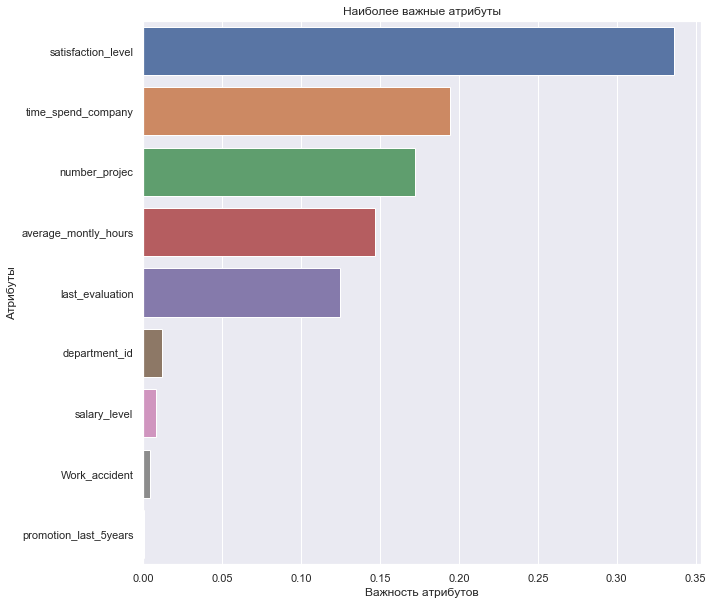 Наиболее важные атрибуты
satisfaction_level
time_spend_company
number_projec
average_montly_hours
last_evaluation
department_id
salary_level
Work_accident
promotion_last_5years
Атрибуты
0.00 0.05 0.10 0.15 0.20 0.25 0.30 0.35
Важность атрибутов